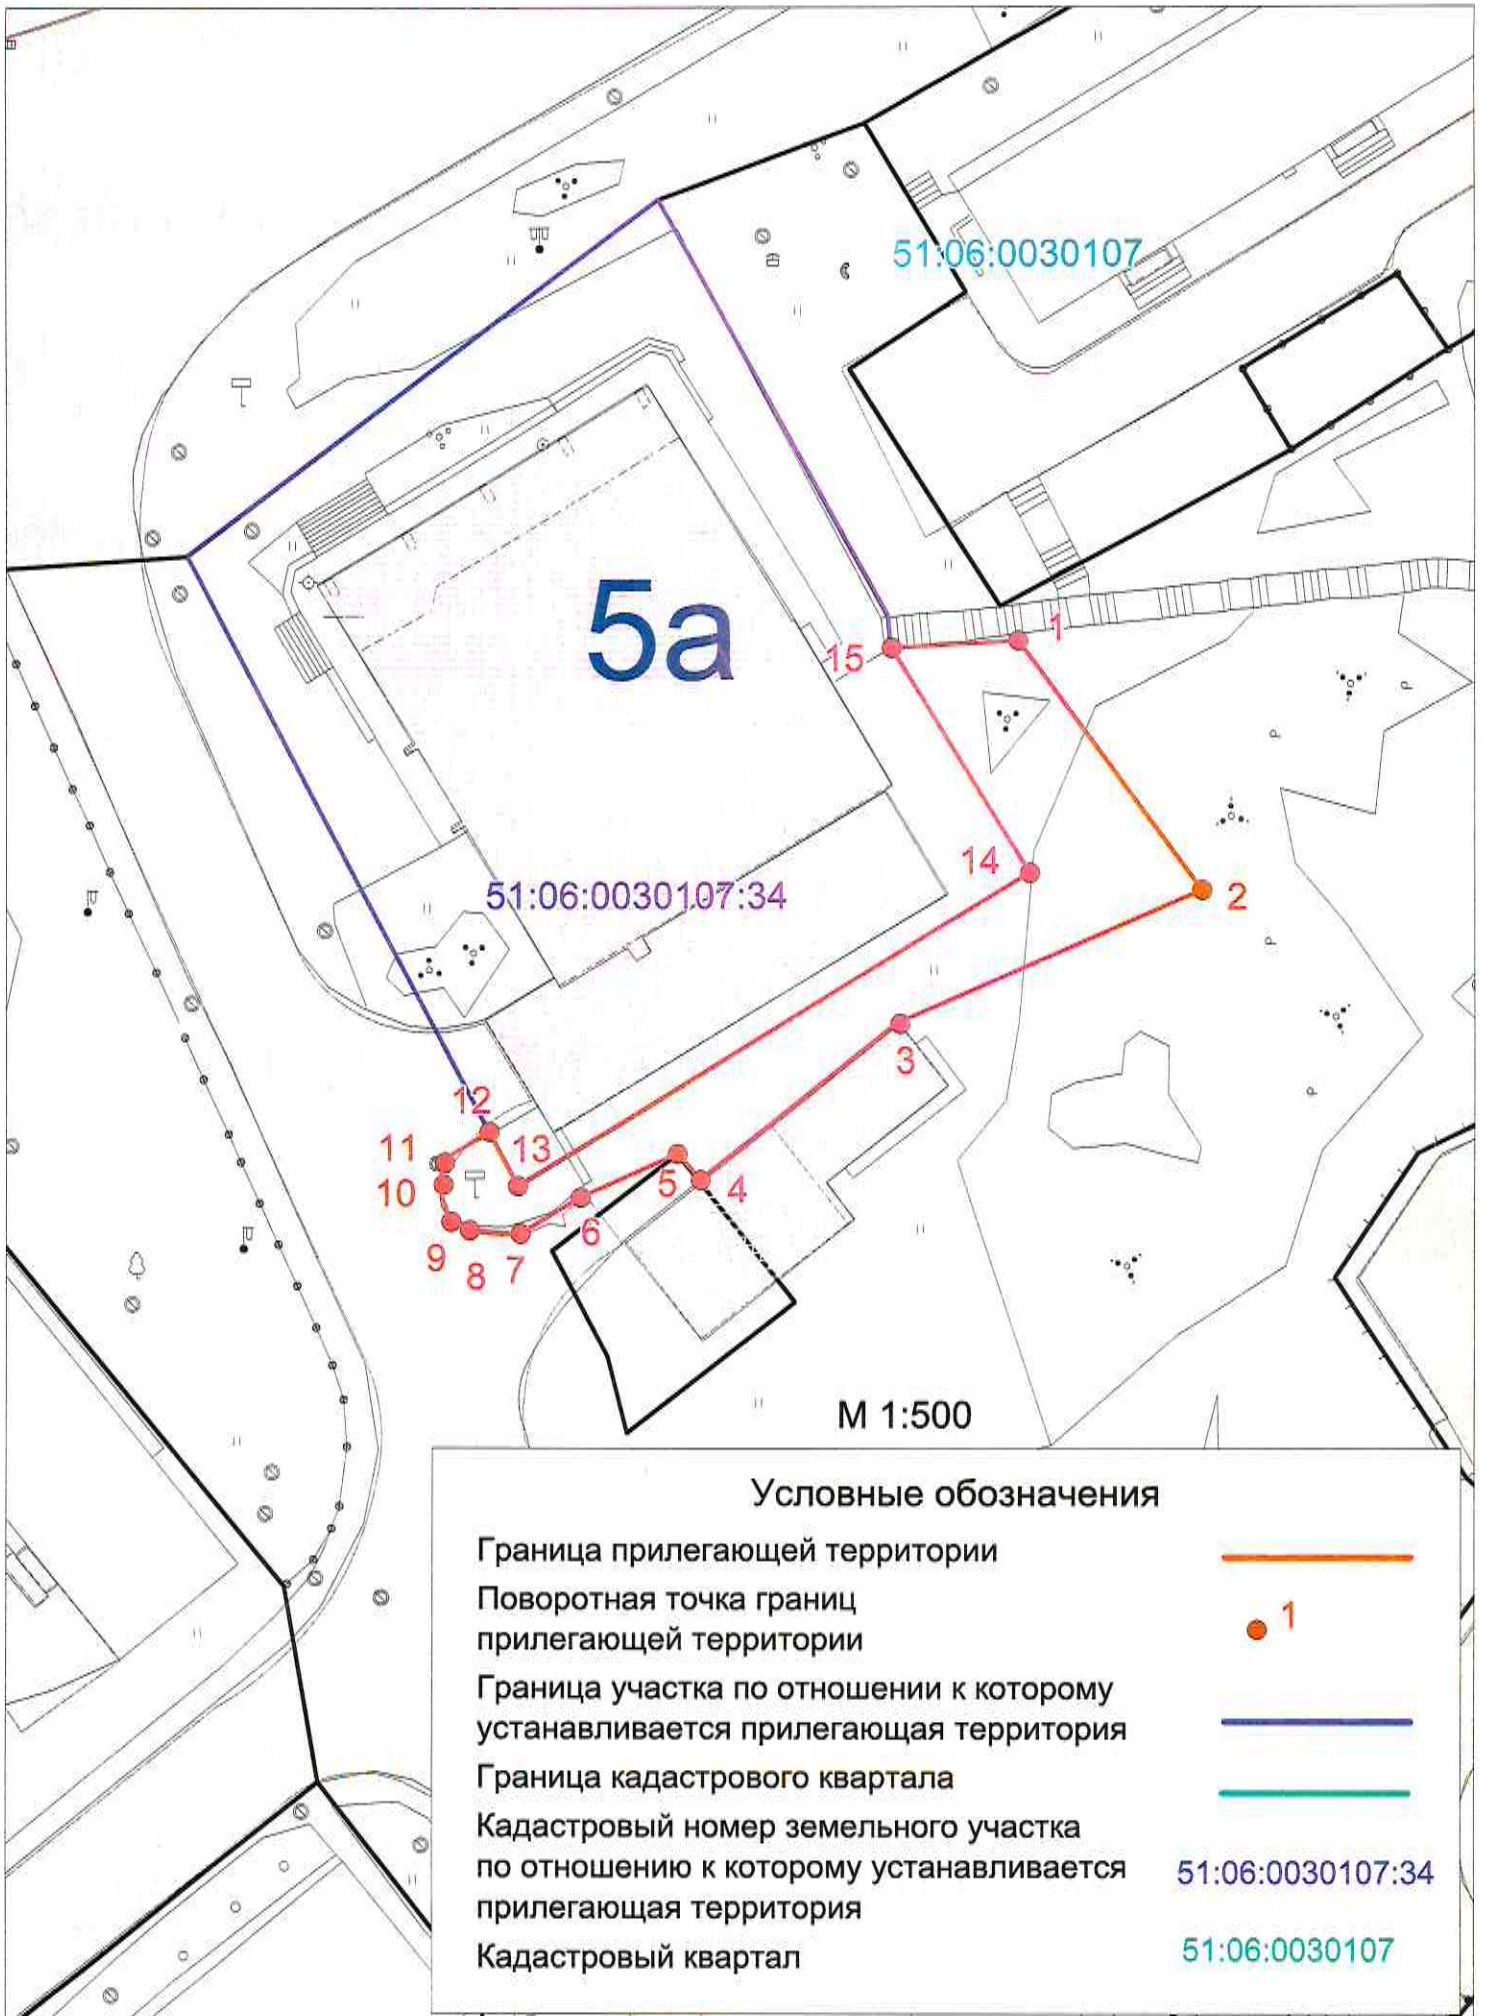 51:06:0030107
5а
1
15
14
2
51:06:0030107:34
3
12
11
13
10
5
4
6
9
8
7
М 1:500
Условные обозначения
Граница прилегающей территории
Поворотная точка границ
прилегающей территории
1
Граница участка по отношении к которому
устанавливается прилегающая территория
Граница кадастрового квартала
Кадастровый номер земельного участка
по отношению к которому устанавливается
прилегающая территория
51:06:0030107:34
Кадастровый квартал
51:06:0030107